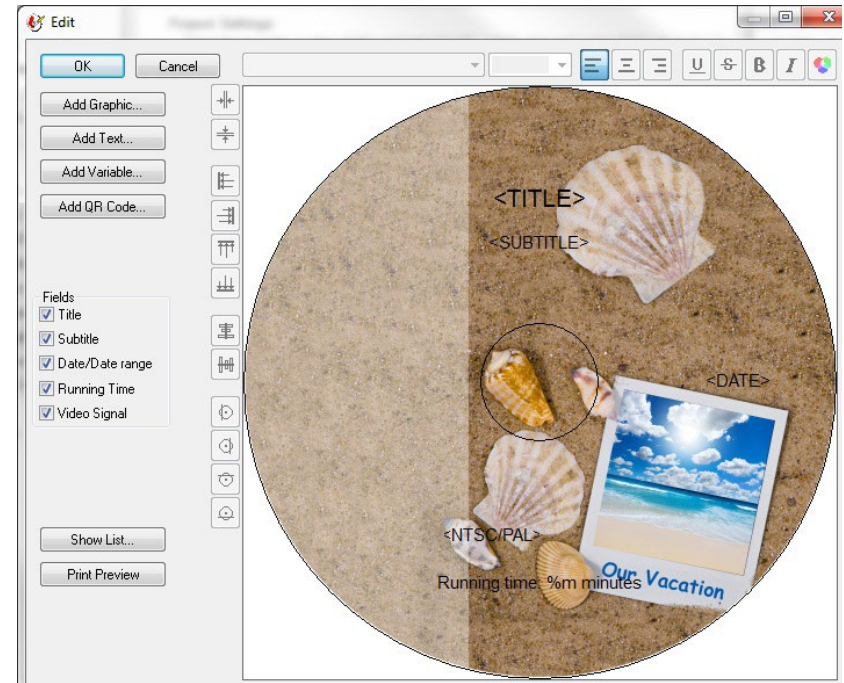 Edit
OK
Cancel
U
S
B
I
Add Graphic...
Add Text...
Add Variable...
Add QR Code...
Fields
Title
Subtitle
Date/Date range
Running Time
Video Signal
Show List...
Print Preview
<TITLE>
<SUBTITLE>
<DATE>
<NTSC/PAL>
Running time: %m minutes
Our Vacation